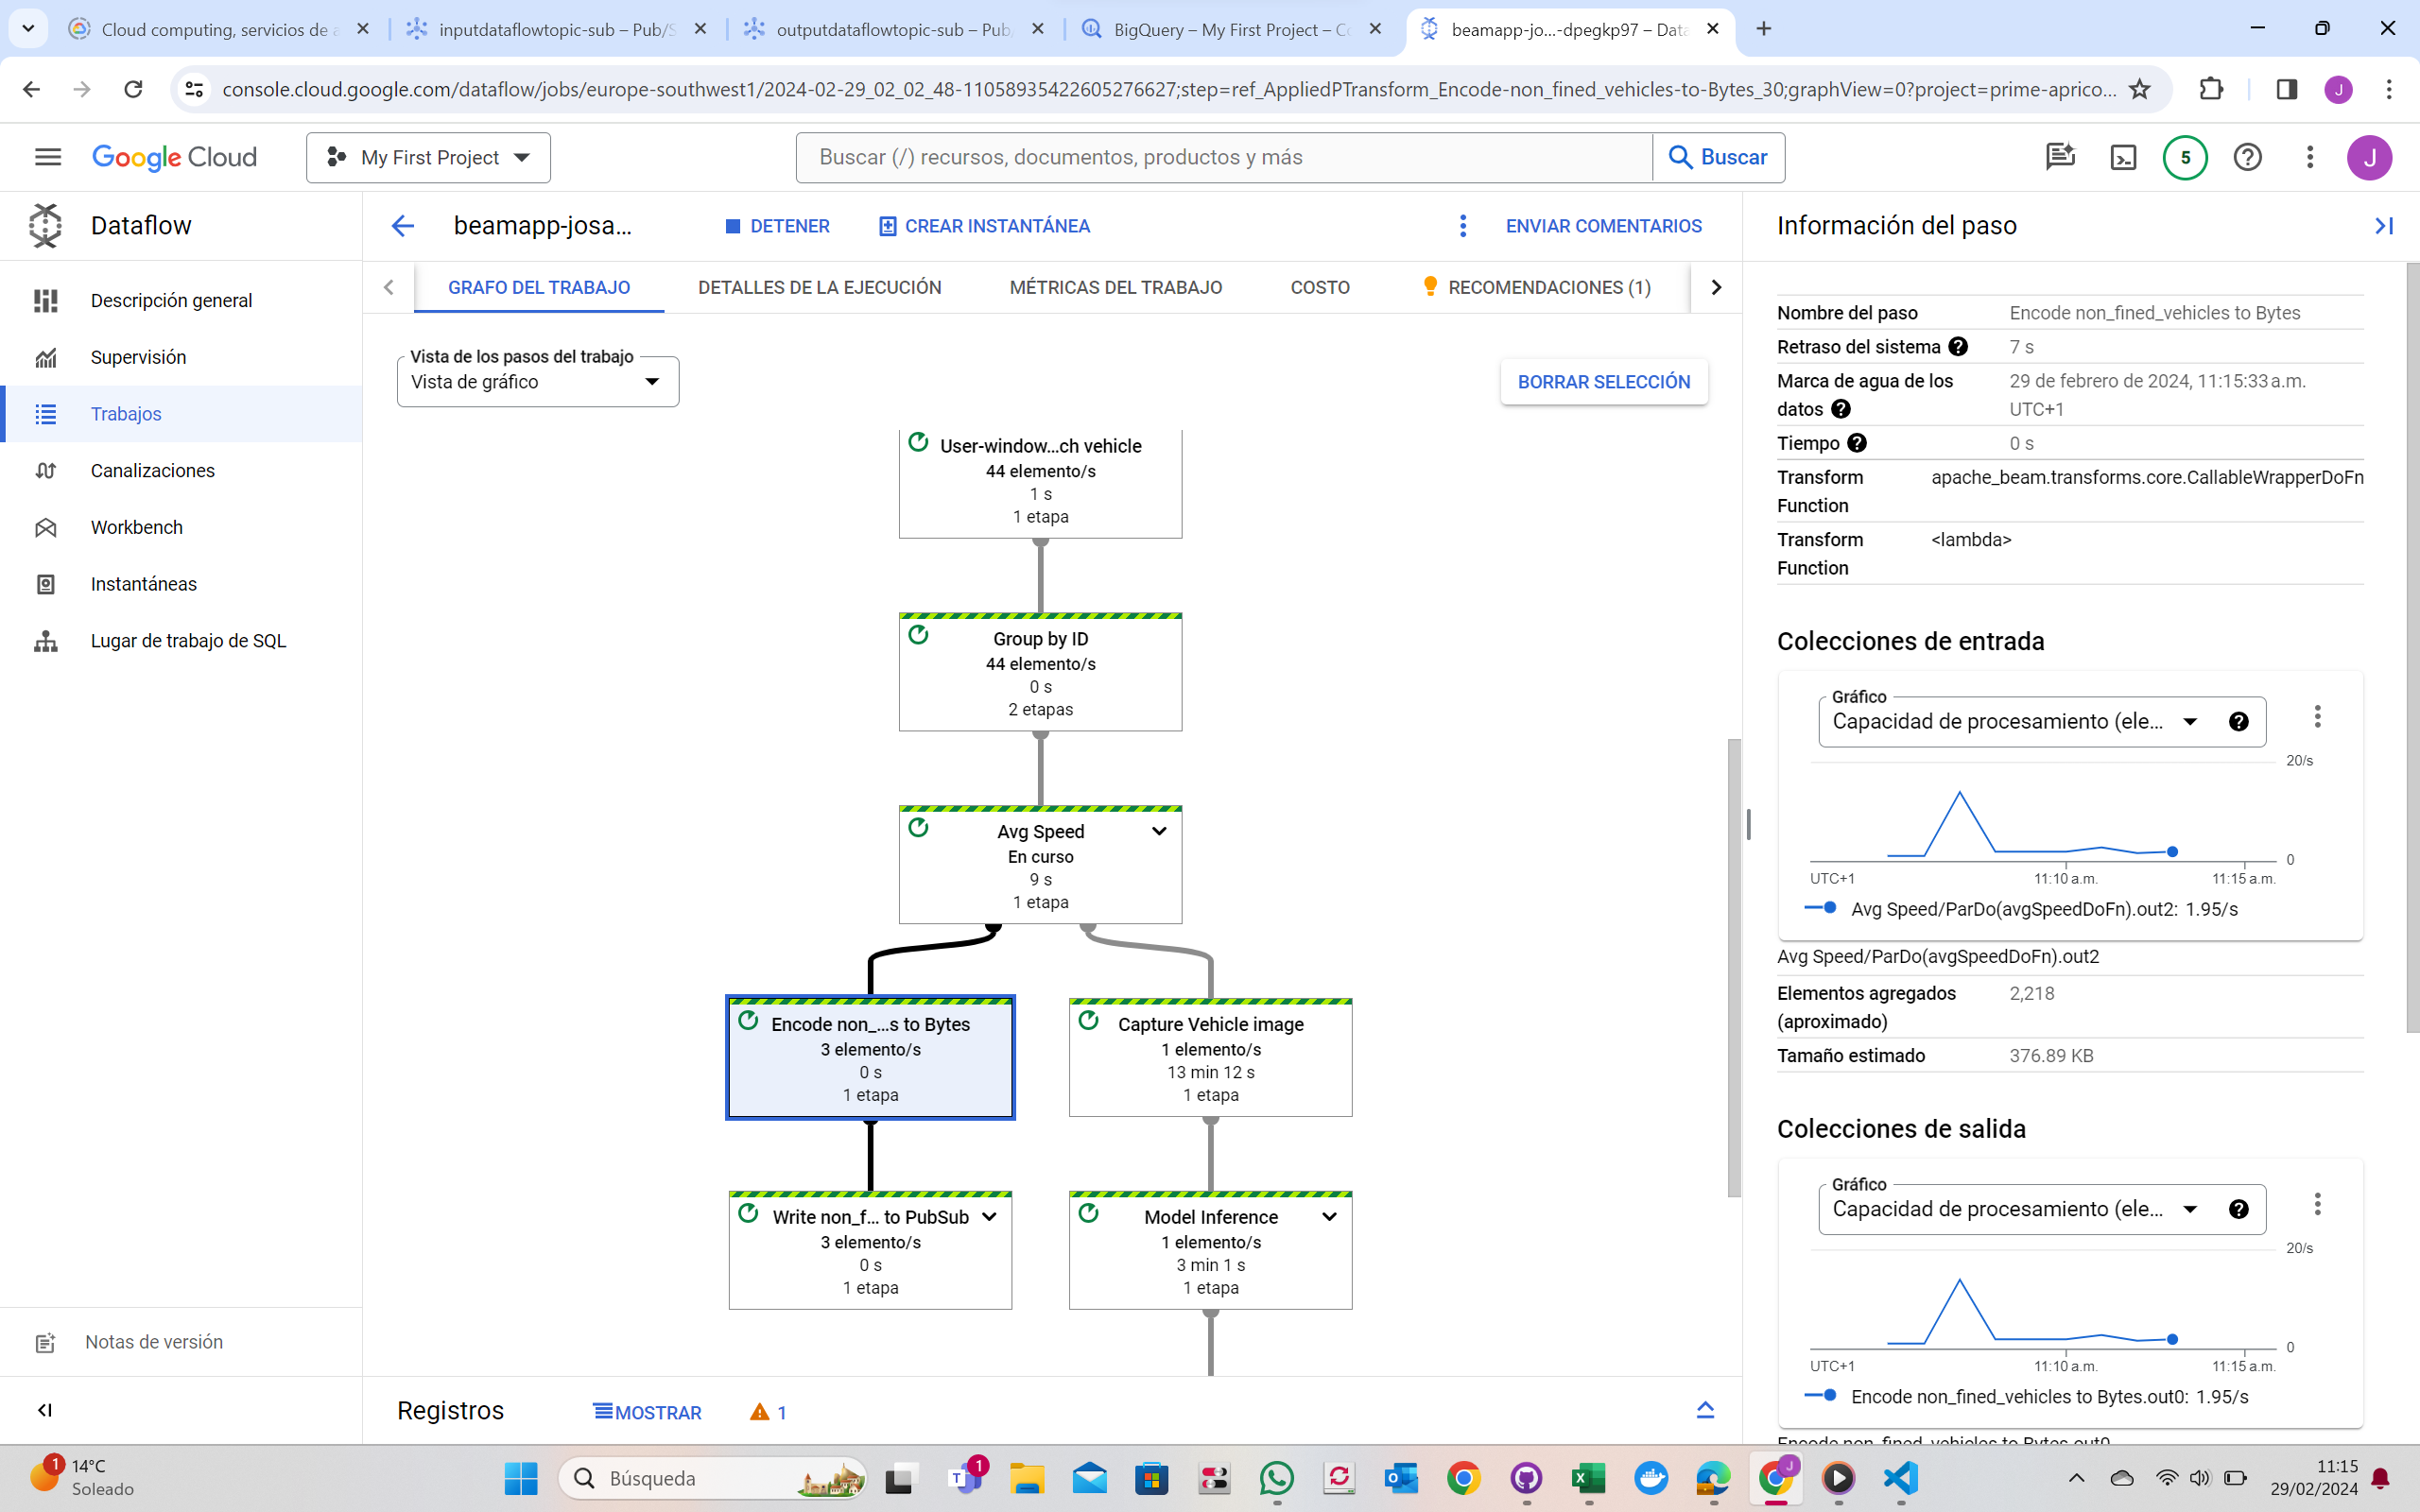 Cloud computing, servicios de a
inputdataflowtopic-sub – Pub/S
outputdataflowtopic-sub – Pub/
BigQuery – My First Project – Co
beamapp-jo...-dpegkp97 – Data
console.cloud.google.com/dataflow/jobs/europe-southwest1/2024-02-29_02_02_48-11058935422605276627;step=ref_AppliedPTransform_Encode-non_fined_vehicles-to-Bytes_30;graphView=0?project=prime-aprico...
J
Google Cloud
My First Project
Buscar (/) recursos, documentos, productos y más
Buscar
5
J
Dataflow
Descripción general
Supervisión
Trabajos
Canalizaciones
Workbench
Instantáneas
Lugar de trabajo de SQL
Notas de versión
beamapp-josa...
DETENER
CREAR INSTANTÁNEA
ENVIAR COMENTARIOS
GRAFO DEL TRABAJO
DETALLES DE LA EJECUCIÓN
MÉTRICAS DEL TRABAJO
COSTO
RECOMENDACIONES (1)
Vista de los pasos del trabajo
Vista de gráfico
BORRAR SELECCIÓN
User-window...ch vehicle
44 elemento/s
1 s
1 etapa
Group by ID
44 elemento/s
0 s
2 etapas
Avg Speed
En curso
9 s
1 etapa
Encode non_...s to Bytes
3 elemento/s
0 s
1 etapa
Capture Vehicle image
1 elemento/s
13 min 12 s
1 etapa
Write non_f... to PubSub
3 elemento/s
0 s
1 etapa
Model Inference
1 elemento/s
3 min 1 s
1 etapa
Registros
MOSTRAR
1
Información del paso
Nombre del paso Encode non_fined_vehicles to Bytes
Retraso del sistema 7 s
Marca de agua de los datos 29 de febrero de 2024, 11:15:33 a.m. UTC+1
Tiempo 0 s
Transform Function apache_beam.transforms.core.CallableWrapperDoFn
Transform Function <lambda>
Colecciones de entrada
Gráfico
Capacidad de procesamiento (ele...
20/s
0
UTC+1 11:10 a.m. 11:15 a.m.
Avg Speed/ParDo(avgSpeedDoFn).out2: 1.95/s
Avg Speed/ParDo(avgSpeedDoFn).out2
Elementos agregados (aproximado) 2,218
Tamaño estimado 376.89 KB
Colecciones de salida
Gráfico
Capacidad de procesamiento (ele...
20/s
0
UTC+1 11:10 a.m. 11:15 a.m.
Encode non_fined_vehicles to Bytes.out0: 1.95/s
Encode non_fined_vehicles to Bytes.out0
1
14°C
Soleado
Búsqueda
1
J
11:15
29/02/2024